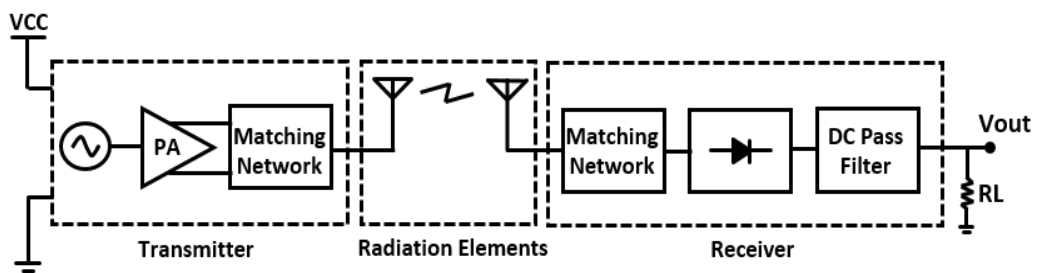 VCC
PA
Matching
Network
Matching
Network
DC Pass
Filter
Vout
RL
Transmitter
Radiation Elements
Receiver